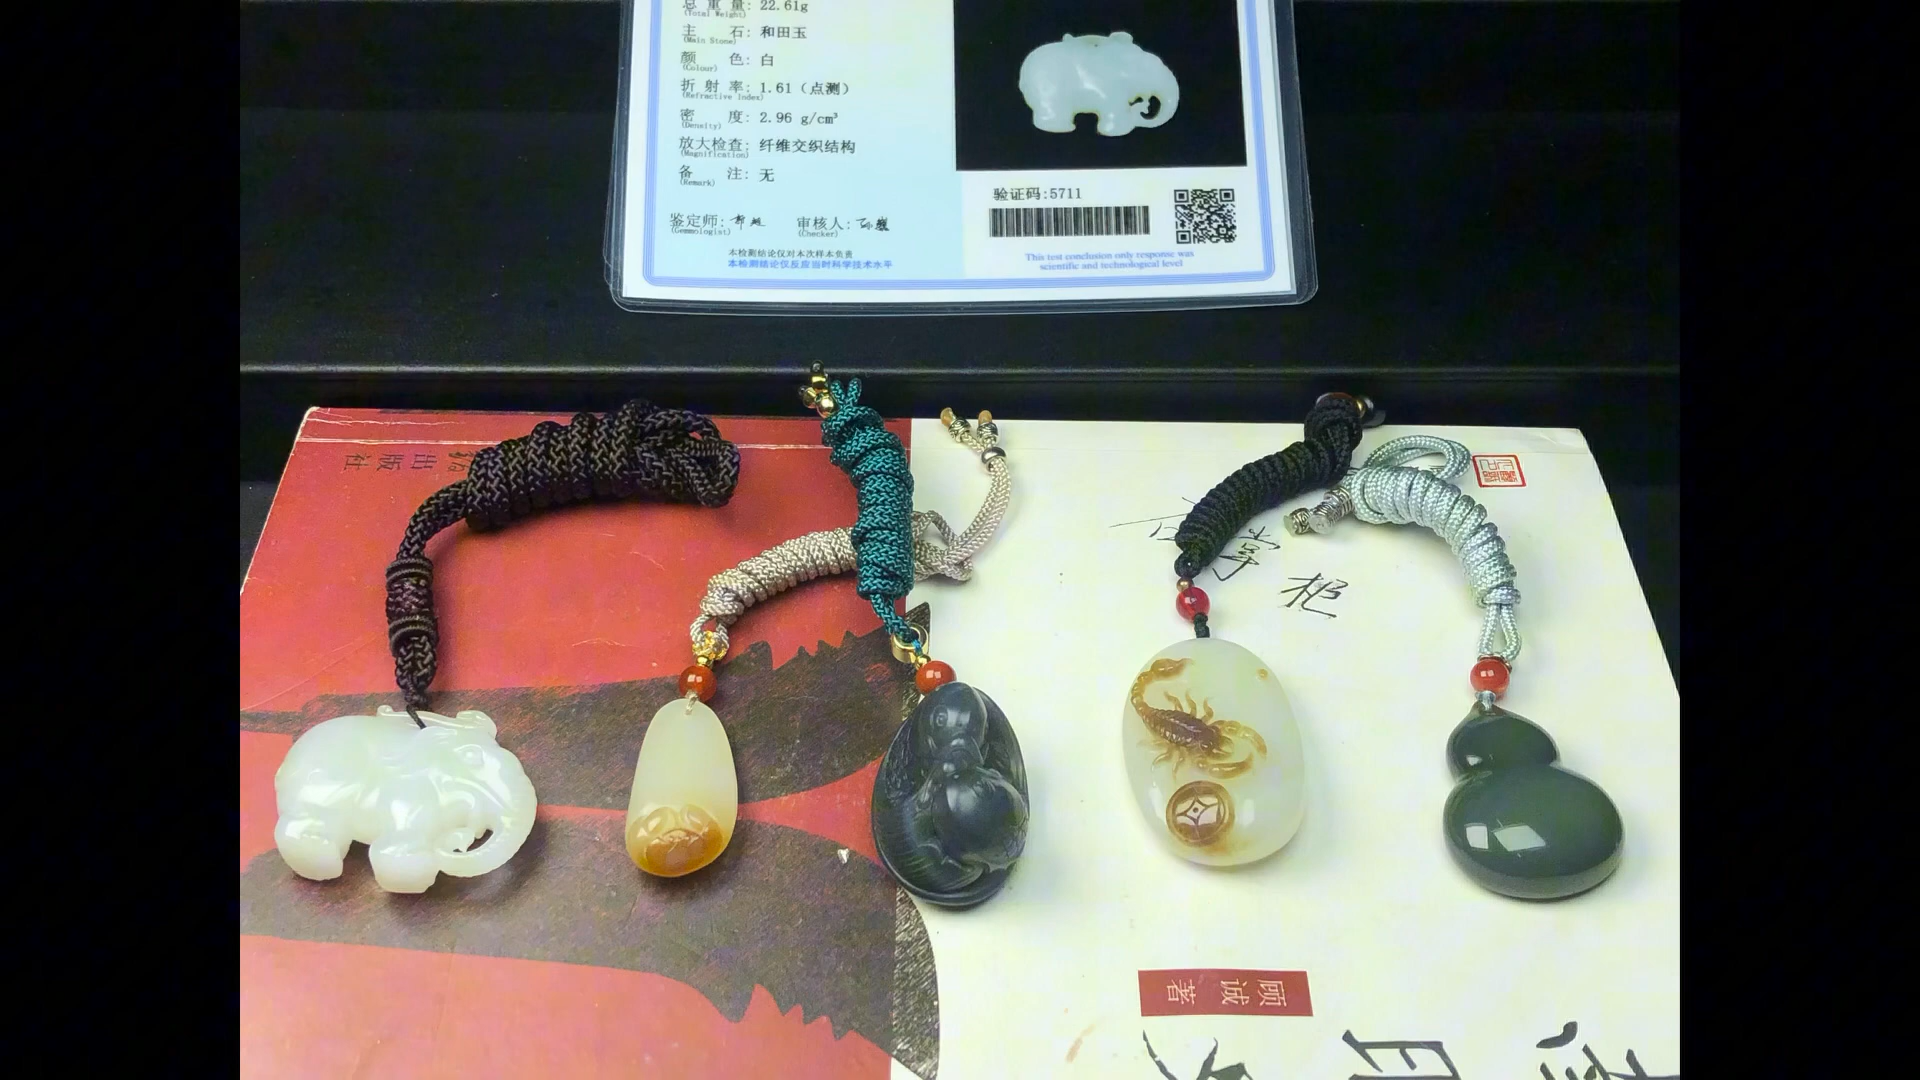 总重量: 22.61g
(Total Weight)
主石: 和田玉
(Main Stone)
颜色: 白
(Colour)
折射率: 1.61（点测）
(Refractive Index)
密度: 2.96 g/cm³
(Density)
放大检查: 纤维交织结构
(Magnification)
备注: 无
(Remark)
验证码:5711
鉴定师:
(Gemmologist)
审核人:
(Checker)
本检测结论仅对本次样本负责
本检测结论仅反应当时科学技术水平
This test conclusion only response was
scientific and technological level
出版社
掌柜
顾诚著